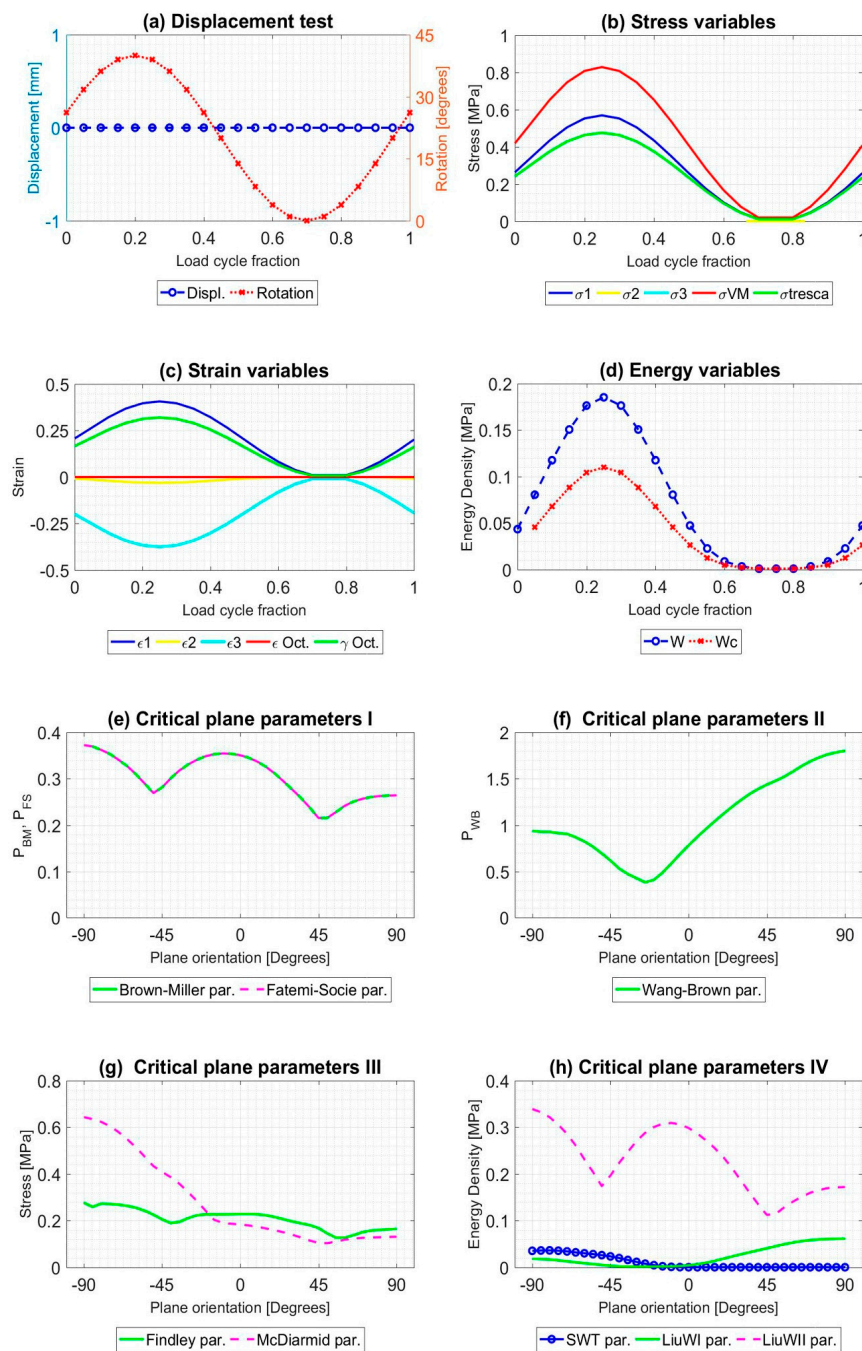 (a) Displacement test
Displacement [mm]
1
0
-1
45
30
15
0
Rotation [degrees]
0 0.2 0.4 0.6 0.8 1
Load cycle fraction
Displ. Rotation
(b) Stress variables
Stress [MPa]
1
0.8
0.6
0.4
0.2
0
0 0.2 0.4 0.6 0.8 1
Load cycle fraction
σ1 σ2 σ3 σVM σtresca
(c) Strain variables
Strain
0.5
0.25
0
-0.25
-0.5
0 0.2 0.4 0.6 0.8 1
Load cycle fraction
ϵ1 ϵ2 ϵ3 ϵ Oct. γ Oct.
(d) Energy variables
Energy Density [MPa]
0.2
0.15
0.1
0.05
0
0 0.2 0.4 0.6 0.8 1
Load cycle fraction
W Wc
(e) Critical plane parameters I
P_BM, P_FS
0.4
0.3
0.2
0.1
0
-90 -45 0 45 90
Plane orientation [Degrees]
Brown-Miller par. Fatemi-Socie par.
(f) Critical plane parameters II
P_WB
2
1.5
1
0.5
0
-90 -45 0 45 90
Plane orientation [Degrees]
Wang-Brown par.
(g) Critical plane parameters III
Stress [MPa]
0.8
0.6
0.4
0.2
0
-90 -45 0 45 90
Plane orientation [Degrees]
Findley par. McDiarmid par.
(h) Critical plane parameters IV
Energy Density [MPa]
0.4
0.3
0.2
0.1
0
-90 -45 0 45 90
Plane orientation [Degrees]
SWT par. LiuWI par. LiuWII par.